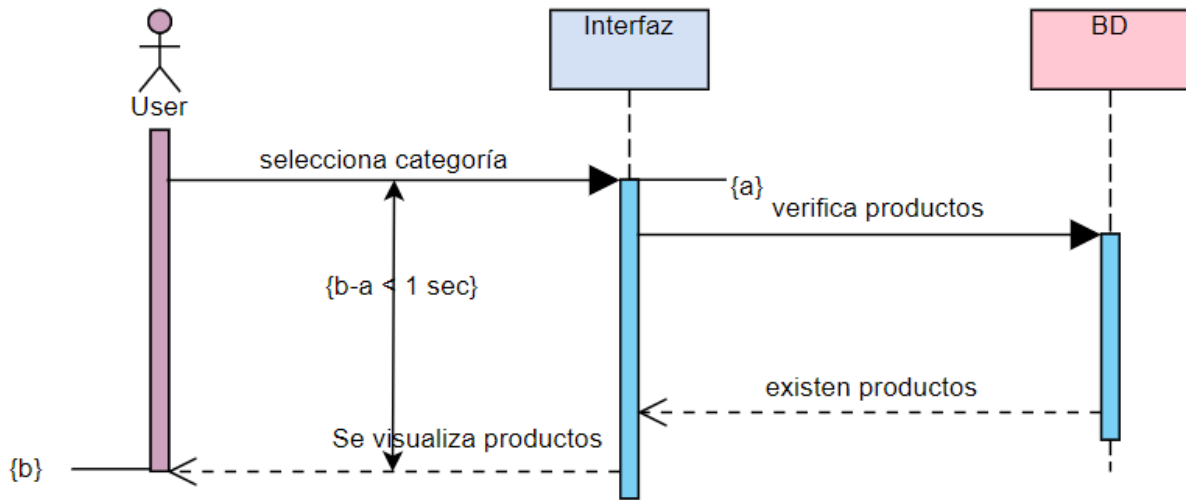 User
Interfaz
BD
selecciona categoría
{a}
verifica productos
{b-a < 1 sec}
existen productos
Se visualiza productos
{b}